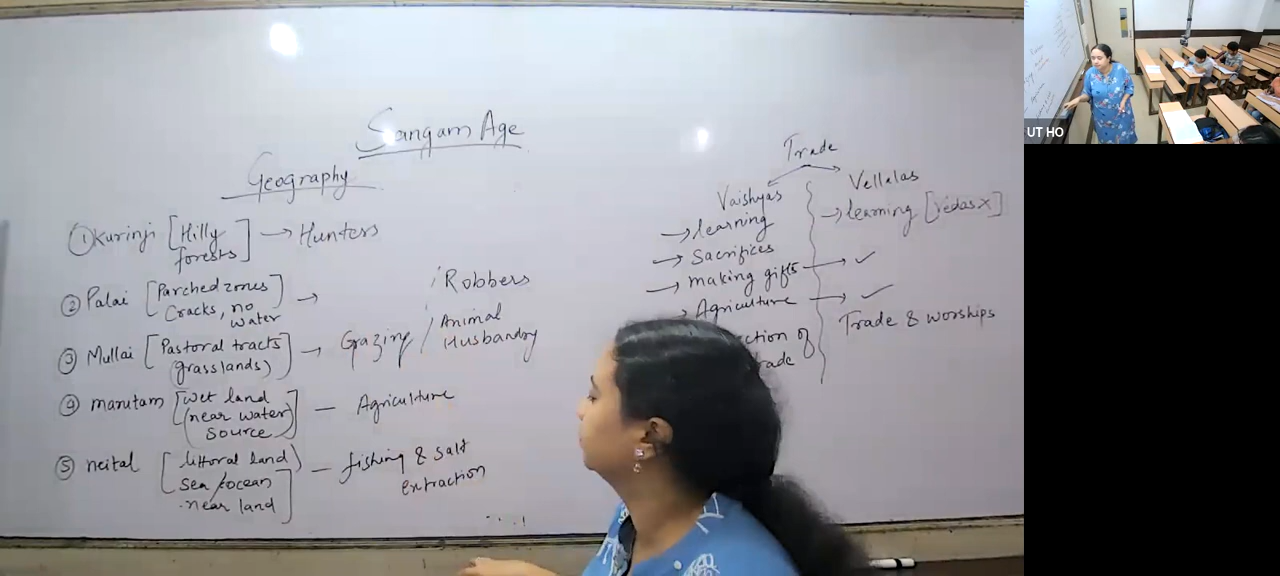 Sangam Age
Geography
① Kurinji [Hilly forests] → Hunters
② Palai [Parched zones Cracks, no water] → Robbers
③ Mullai [Pastoral tracts (grasslands)] → Grazing / Animal Husbandry
④ marutam [wet land (near water source)] — Agriculture
⑤ neital [littoral land) sea/ocean near land] — fishing & salt extraction
Trade
Vaishyas
→ learning
→ Sacrifices
→ making gifts → ✓
→ Agriculture → ✓
of
Vellalas
→ learning [vedas x]
Trade & worships
UT HO